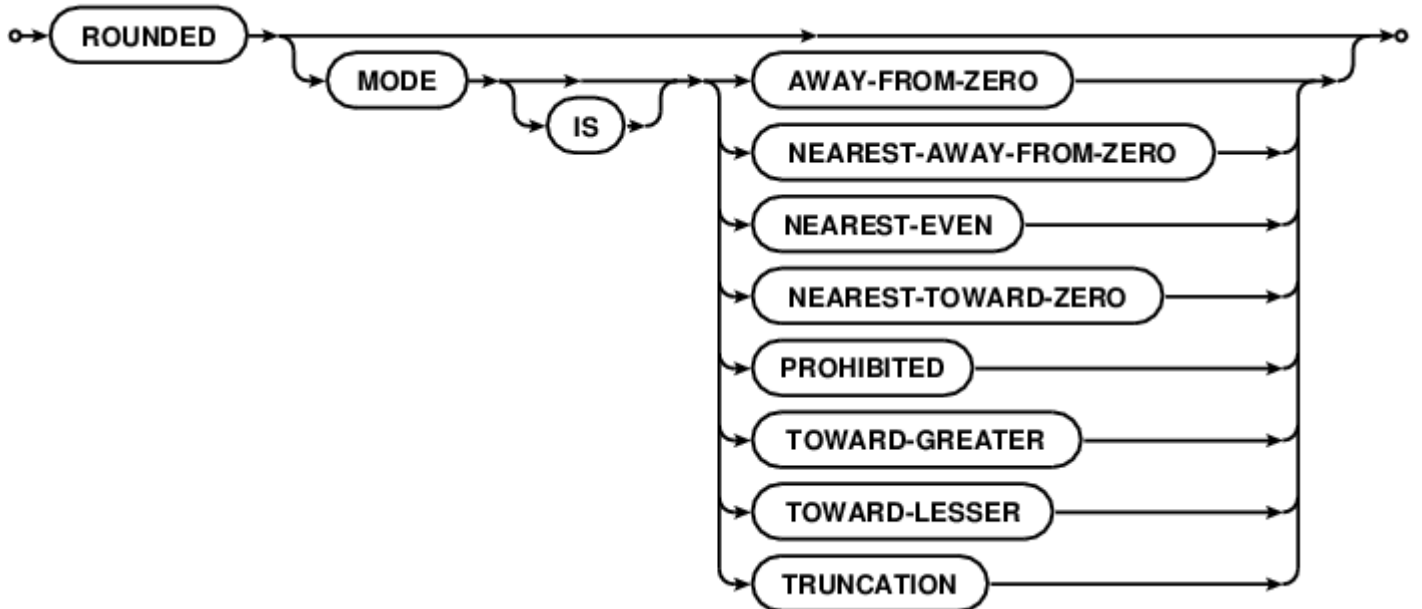 ROUNDED
MODE
IS
AWAY-FROM-ZERO
NEAREST-AWAY-FROM-ZERO
NEAREST-EVEN
NEAREST-TOWARD-ZERO
PROHIBITED
TOWARD-GREATER
TOWARD-LESSER
TRUNCATION